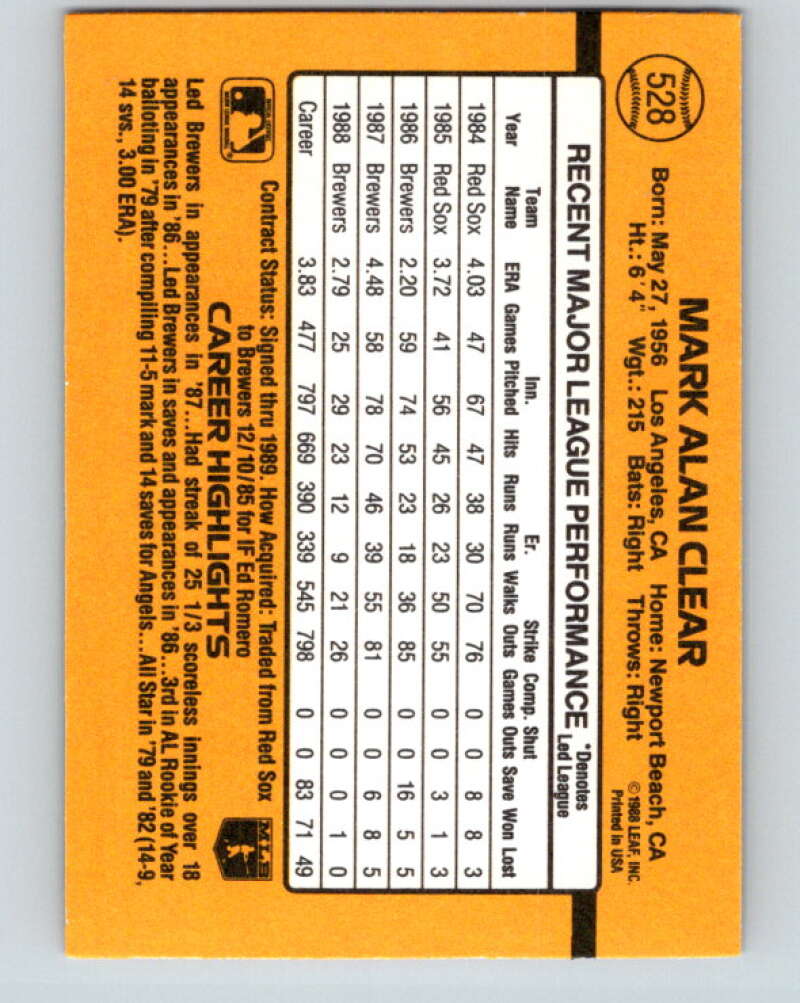 528
MARK ALAN CLEAR
Born: May 27, 1956 Los Angeles, CA Home: Newport Beach, CA
Ht.: 6'4" Wgt.: 215 Bats: Right Throws: Right
© 1988 LEAF, INC.
Printed in USA
RECENT MAJOR LEAGUE PERFORMANCE
*Denotes
Led League
Team Inn. Er. Strike Comp. Shut
Year Name ERA Games Pitched Hits Runs Runs Walks Outs Games Outs Save Won Lost
1984 Red Sox 4.03 47 67 47 38 30 70 76 0 0 8 8 3
1985 Red Sox 3.72 41 56 45 26 23 50 55 0 0 3 1 3
1986 Brewers 2.20 59 74 53 23 18 36 85 0 0 16 5 5
1987 Brewers 4.48 58 78 70 46 39 55 81 0 0 6 8 5
1988 Brewers 2.79 25 29 23 12 9 21 26 0 0 0 1 0
Career 3.83 477 797 669 390 339 545 798 0 0 83 71 49
Contract Status: Signed thru 1989. How Acquired: Traded from Red Sox
to Brewers 12/10/85 for IF Ed Romero
MLB
CAREER HIGHLIGHTS
Led Brewers in appearances in '87...Had streak of 25 1/3 scoreless innings over 18
appearances in '86...Led Brewers in saves and appearances in '86...3rd in AL Rookie of Year
balloting in '79 after compiling 11-5 mark and 14 saves for Angels...All Star in '79 and '82 (14-9,
14 svs., 3.00 ERA).